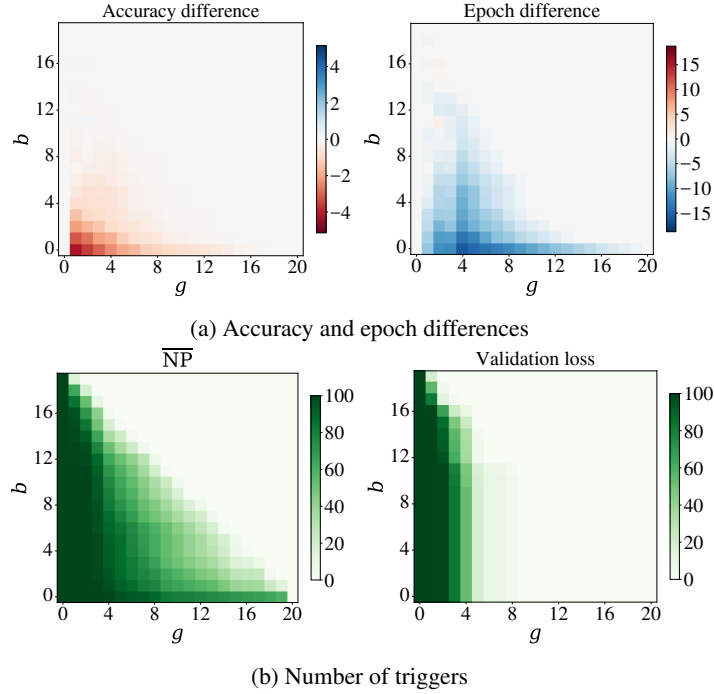 Accuracy difference
Epoch difference
16
12
8
4
0
b
0 4 8 12 16 20
g
4
2
0
−2
−4
16
12
8
4
0
b
0 4 8 12 16 20
g
15
10
5
0
−5
−10
−15
(a) Accuracy and epoch differences
N̅P̅
Validation loss
16
12
8
4
0
b
0 4 8 12 16 20
g
100
80
60
40
20
0
16
12
8
4
0
b
0 4 8 12 16 20
g
100
80
60
40
20
0
(b) Number of triggers